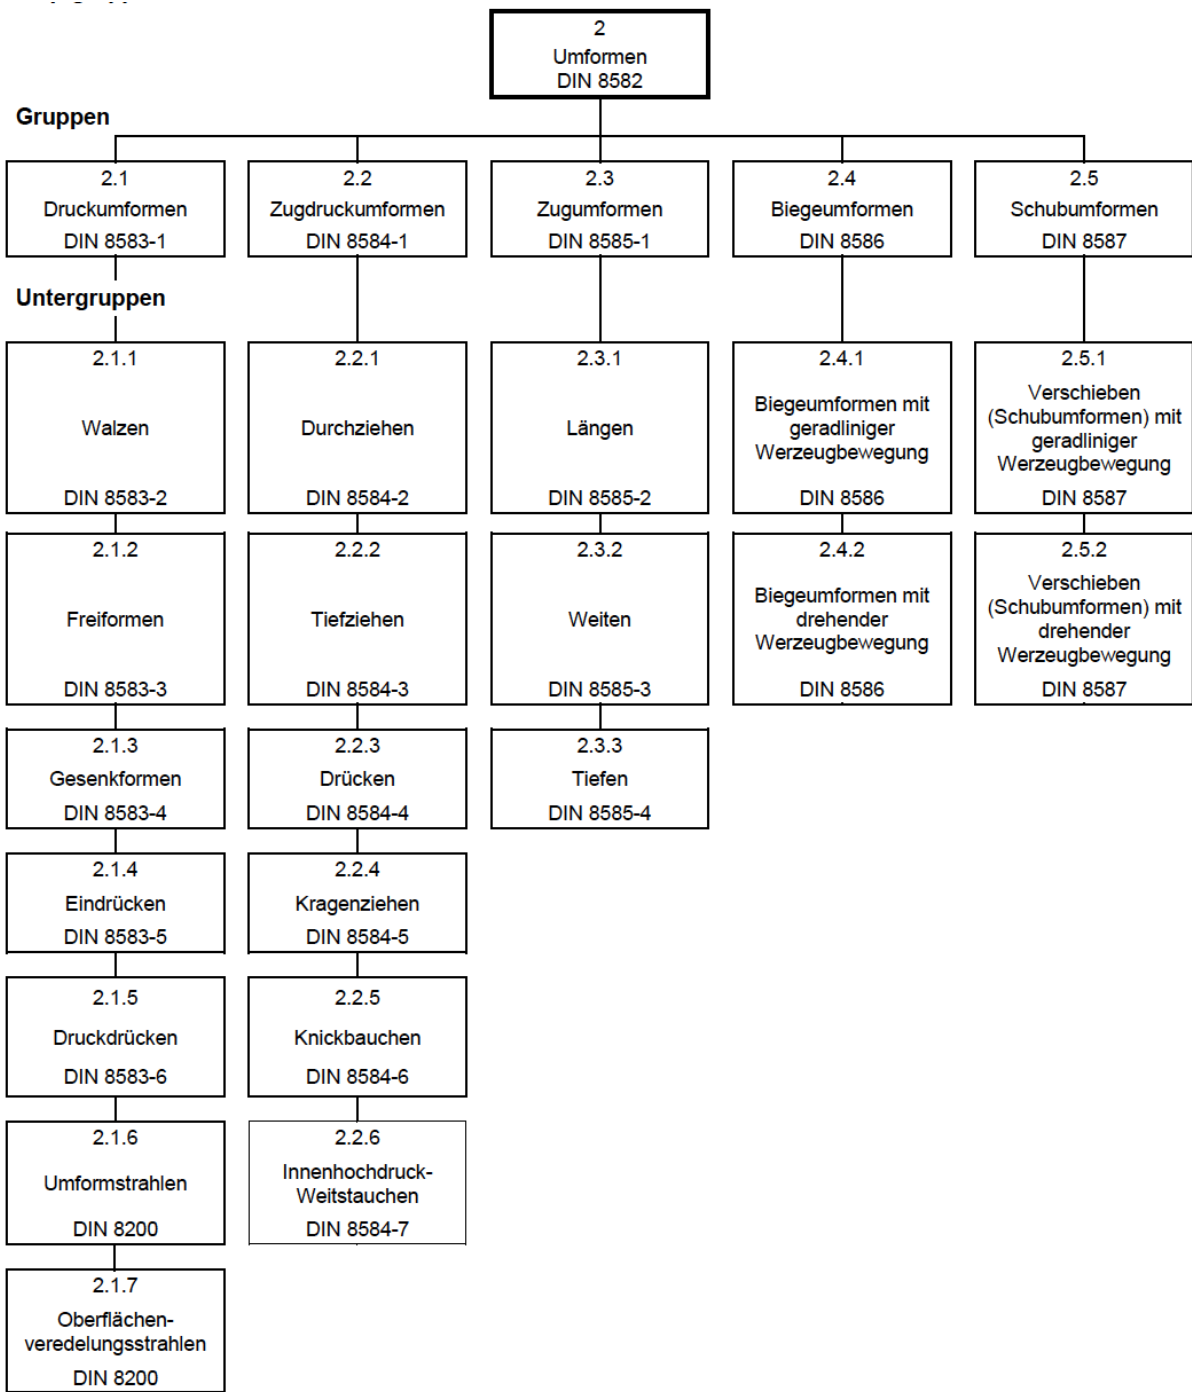 2
Umformen
DIN 8582
Gruppen
2.1
Druckumformen
DIN 8583-1
2.2
Zugdruckumformen
DIN 8584-1
2.3
Zugumformen
DIN 8585-1
2.4
Biegeumformen
DIN 8586
2.5
Schubumformen
DIN 8587
Untergruppen
2.1.1
Walzen
DIN 8583-2
2.2.1
Durchziehen
DIN 8584-2
2.3.1
Längen
DIN 8585-2
2.4.1
Biegeumformen mit
geradliniger
Werzeugbewegung
DIN 8586
2.5.1
Verschieben
(Schubumformen) mit
geradliniger
Werzeugbewegung
DIN 8587
2.1.2
Freiformen
DIN 8583-3
2.2.2
Tiefziehen
DIN 8584-3
2.3.2
Weiten
DIN 8585-3
2.4.2
Biegeumformen mit
drehender
Werzeugbewegung
DIN 8586
2.5.2
Verschieben
(Schubumformen) mit
drehender
Werzeugbewegung
DIN 8587
2.1.3
Gesenkformen
DIN 8583-4
2.2.3
Drücken
DIN 8584-4
2.3.3
Tiefen
DIN 8585-4
2.1.4
Eindrücken
DIN 8583-5
2.2.4
Kragenziehen
DIN 8584-5
2.1.5
Druckdrücken
DIN 8583-6
2.2.5
Knickbauchen
DIN 8584-6
2.1.6
Umformstrahlen
DIN 8200
2.2.6
Innenhochdruck-
Weitstauchen
DIN 8584-7
2.1.7
Oberflächen-
veredelungsstrahlen
DIN 8200